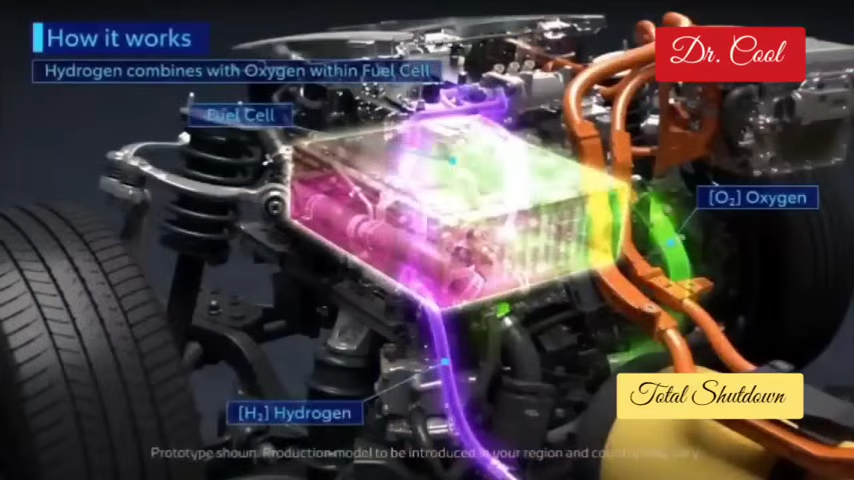 How it works
Hydrogen combines with Oxygen within Fuel Cell
Dr. Cool
Fuel Cell
[O₂] Oxygen
Total Shutdown
[H₂] Hydrogen
Prototype shown. Production model to be introduced in your region and country may vary.